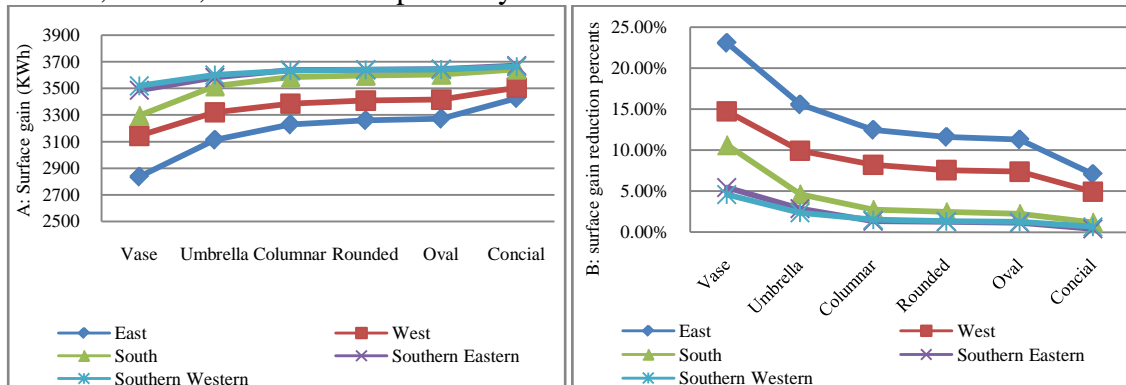 A: Surface gain (KWh)
3900
3700
3500
3300
3100
2900
2700
2500
Vase Umbrella Columnar Rounded Oval Concial
East West
South Southern Eastern
Southern Western
B: surface gain reduction percents
25.00%
20.00%
15.00%
10.00%
5.00%
0.00%
Vase Umbrella Columnar Rounded Oval Concial
East West
South Southern Eastern
Southern Western